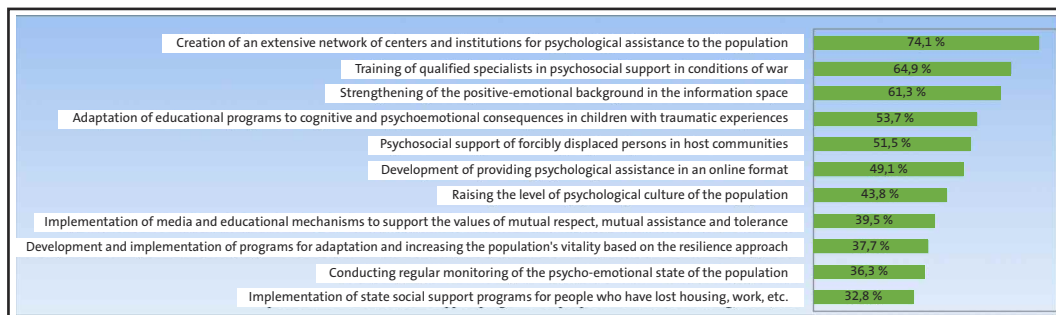 Creation of an extensive network of centers and institutions for psychological assistance to the population 74,1 %
Training of qualified specialists in psychosocial support in conditions of war 64,9 %
Strengthening of the positive-emotional background in the information space 61,3 %
Adaptation of educational programs to cognitive and psychoemotional consequences in children with traumatic experiences 53,7 %
Psychosocial support of forcibly displaced persons in host communities 51,5 %
Development of providing psychological assistance in an online format 49,1 %
Raising the level of psychological culture of the population 43,8 %
Implementation of media and educational mechanisms to support the values of mutual respect, mutual assistance and tolerance 39,5 %
Development and implementation of programs for adaptation and increasing the population's vitality based on the resilience approach 37,7 %
Conducting regular monitoring of the psycho-emotional state of the population 36,3 %
Implementation of state social support programs for people who have lost housing, work, etc. 32,8 %